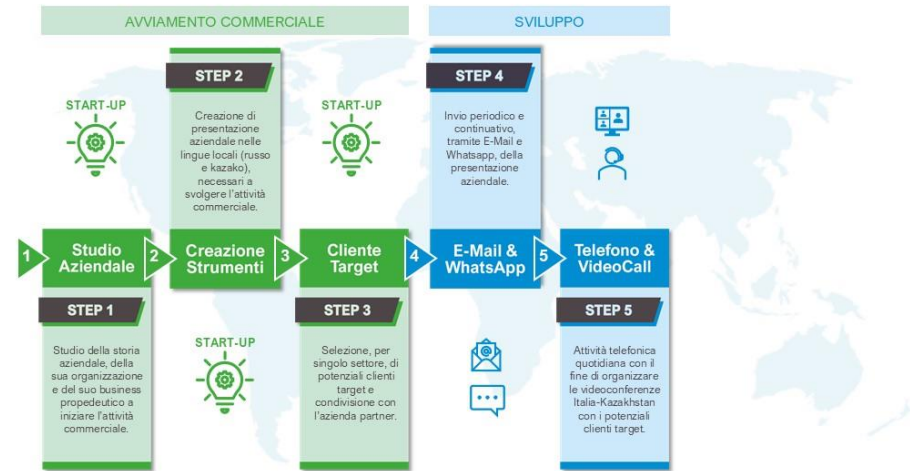 AVVIAMENTO COMMERCIALE
SVILUPPO
START-UP
STEP 2
Creazione di
presentazione
aziendale nelle
lingue locali (russo
e kazako),
necessari a
svolgere l'attività
commerciale.
START-UP
STEP 4
Invio periodico e
continuativo,
tramite E-Mail e
Whatsapp, della
presentazione
aziendale.
1
Studio
Aziendale
2
Creazione
Strumenti
3
Cliente
Target
4
E-Mail &
WhatsApp
5
Telefono &
VideoCall
STEP 1
Studio della storia
aziendale, della
sua organizzazione
e del suo business
propedeutico a
iniziare l'attività
commerciale.
START-UP
STEP 3
Selezione, per
singolo settore, di
potenziali clienti
target e
condivisione con
l'azienda partner.
STEP 5
Attività telefonica
quotidiana con il
fine di organizzare
le videoconferenze
Italia-Kazakhstan
con i potenziali
clienti target.